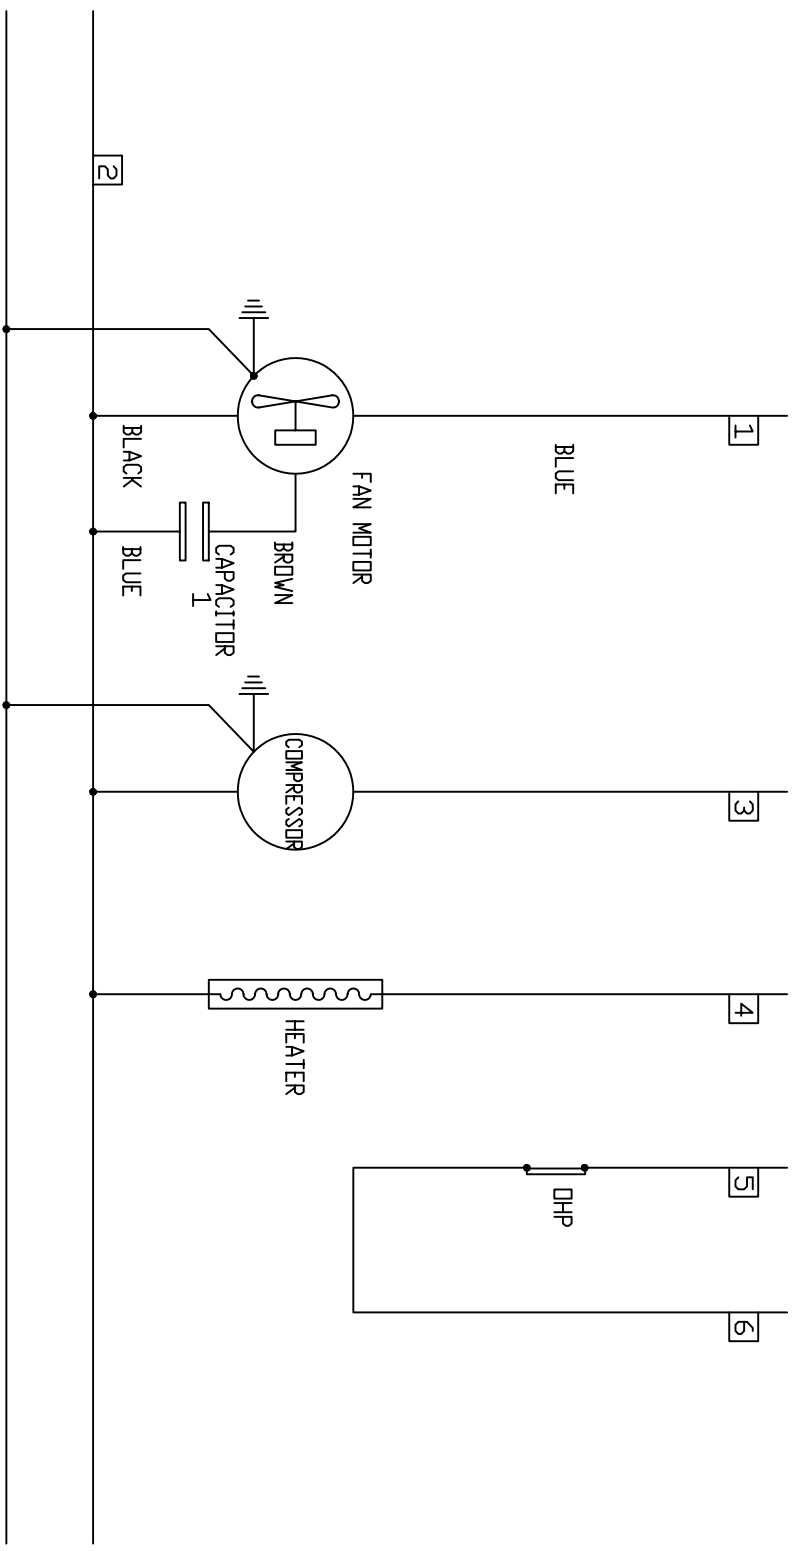 1
3
4
5
6
BLUE
OHP
FAN MOTOR
BROWN
COMPRESSOR
HEATER
CAPACITOR
1
BLACK
BLUE
2